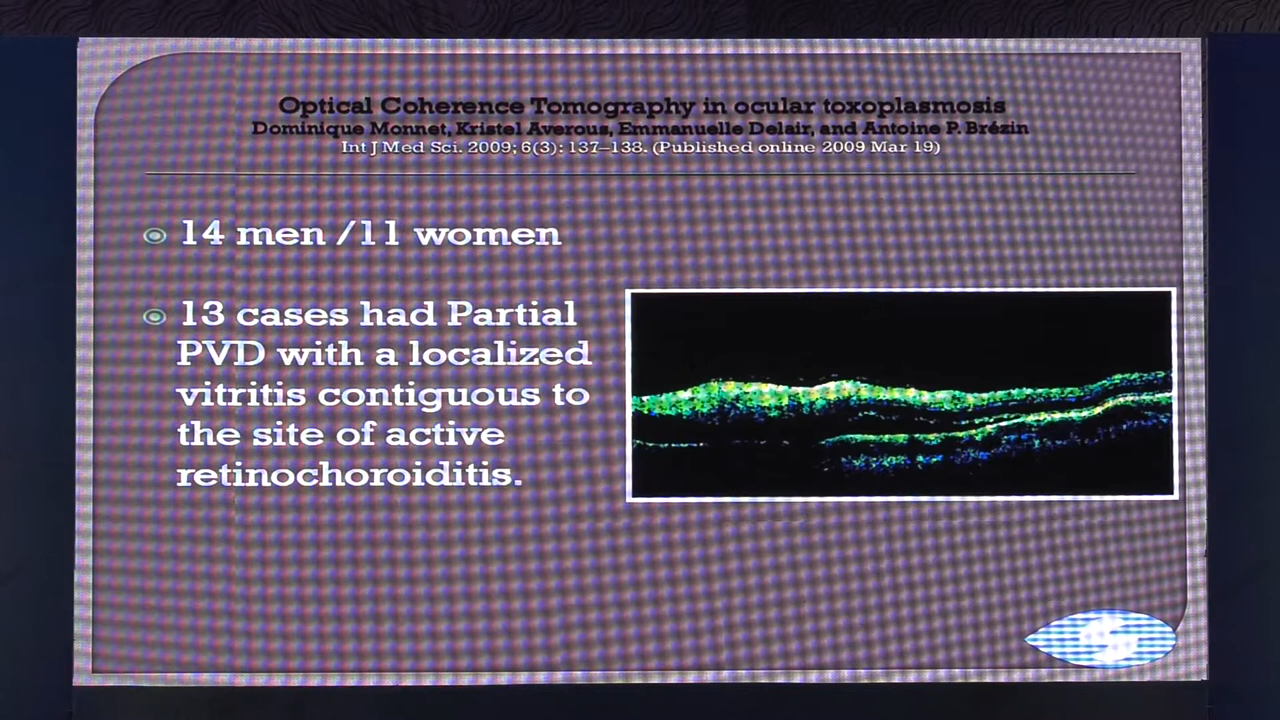 Optical Coherence Tomography in ocular toxoplasmosis
Dominique Monnet, Kristel Averous, Emmanuelle Delair, and Antoine P. Brézin
Int J Med Sci. 2009; 6(3): 137–138. (Published online 2009 Mar 19)
14 men /11 women
13 cases had Partial
PVD with a localized
vitritis contiguous to
the site of active
retinochoroiditis.